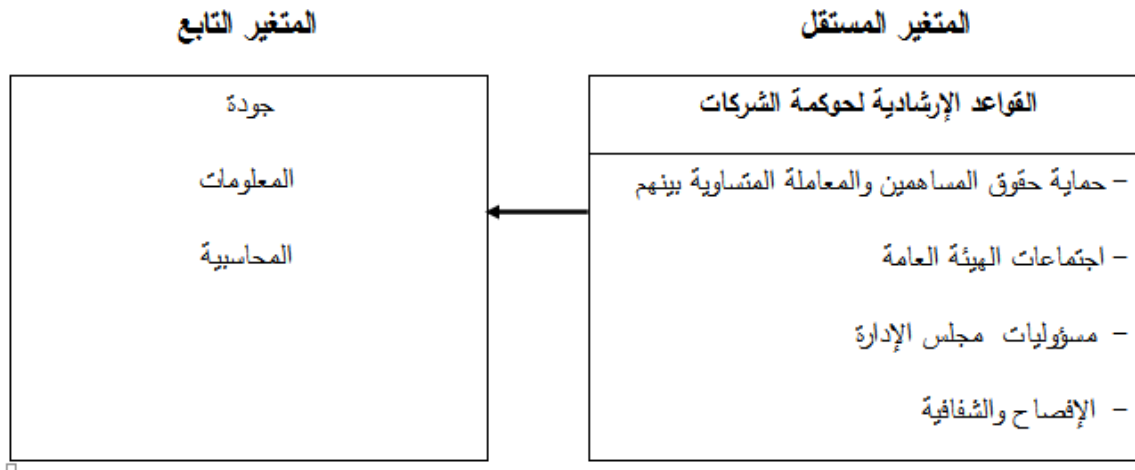 المتغير المستقل
المتغير التابع
القواعد الإرشادية لحوكمة الشركات
- حماية حقوق المساهمين والمعاملة المتساوية بينهم
- اجتماعات الهيئة العامة
- مسؤوليات مجلس الإدارة
- الإفصاح والشفافية
جودة
المعلومات
المحاسبية